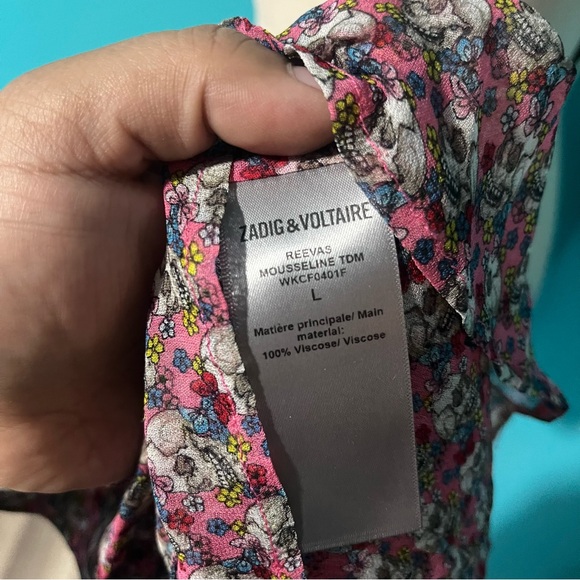 ZADIG & VOLTAIRE
REEVAS
MOUSSELINE TDM
WKCF0401F
L
Matière principale/ Main
material:
100% Viscose/ Viscose